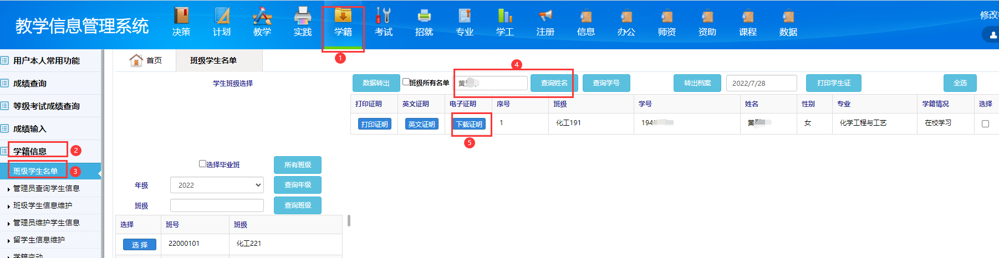 教学信息管理系统
决策 计划 教学 实践 学籍 考试 招就 专业 学工 注册 信息 办公 师资 资助 课程 数据
修改
1
用户本人常用功能
成绩查询
等级考试成绩查询
成绩输入
学籍信息 2
班级学生名单 3
管理员查询学生信息
班级学生信息维护
管理员维护学生信息
留学生信息维护
学籍变动
首页 班级学生名单
4
学生班级选择
数据转出 班级所有名单 黄 查询姓名 查询学号 转出档案 2022/7/28 打印学生证 全选
打印证明 英文证明 电子证明 序号 班级 学号 姓名 性别 专业 学籍情况 选择
打印证明 英文证明 下载证明 1 化工191 194 黄 女 化学工程与工艺 在校学习
5
选择毕业班 所有班级
年级 2022 查询年级
班级 查询班级
选择 班号 班级
选 择 22000101 化工221